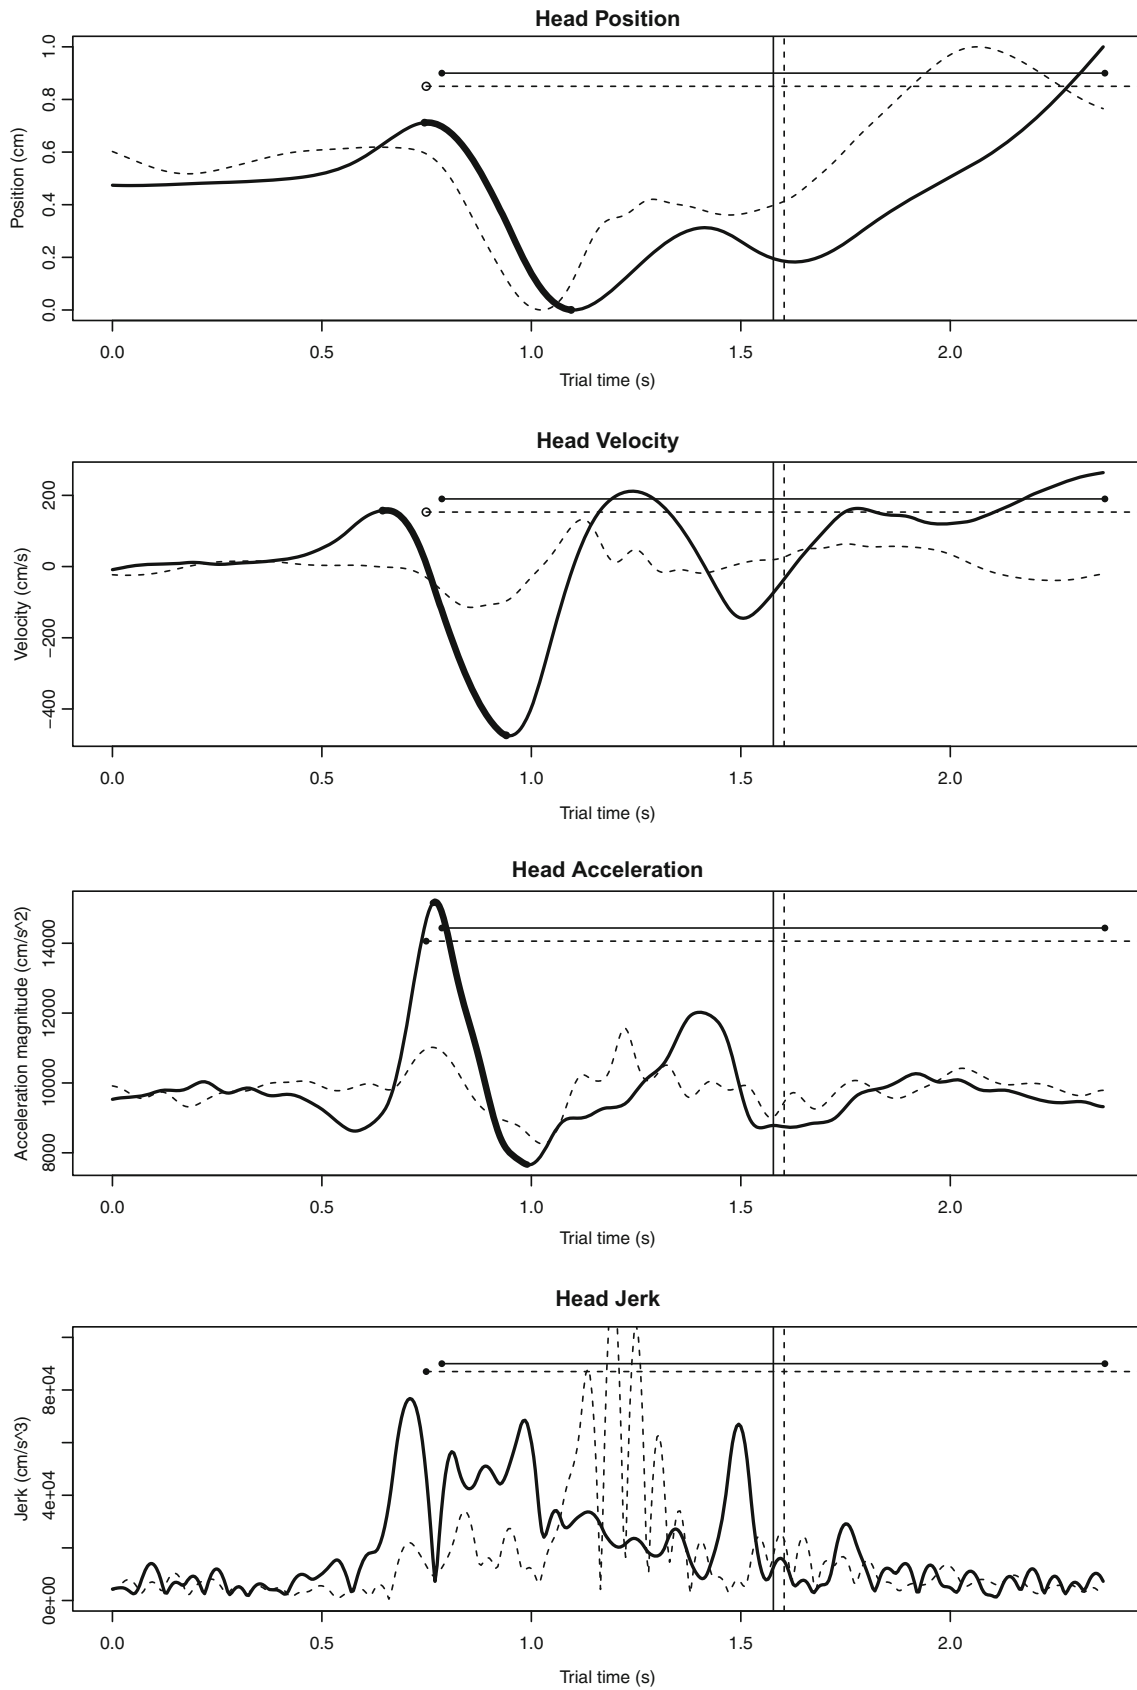 Head Position
Position (cm)
0.0 0.2 0.4 0.6 0.8 1.0
0.0 0.5 1.0 1.5 2.0
Trial time (s)
Head Velocity
Velocity (cm/s)
−400 −200 0 200
0.0 0.5 1.0 1.5 2.0
Trial time (s)
Head Acceleration
Acceleration magnitude (cm/s^2)
8000 10000 12000 14000
0.0 0.5 1.0 1.5 2.0
Trial time (s)
Head Jerk
Jerk (cm/s^3)
0e+00 4e+04 8e+04
0.0 0.5 1.0 1.5 2.0
Trial time (s)